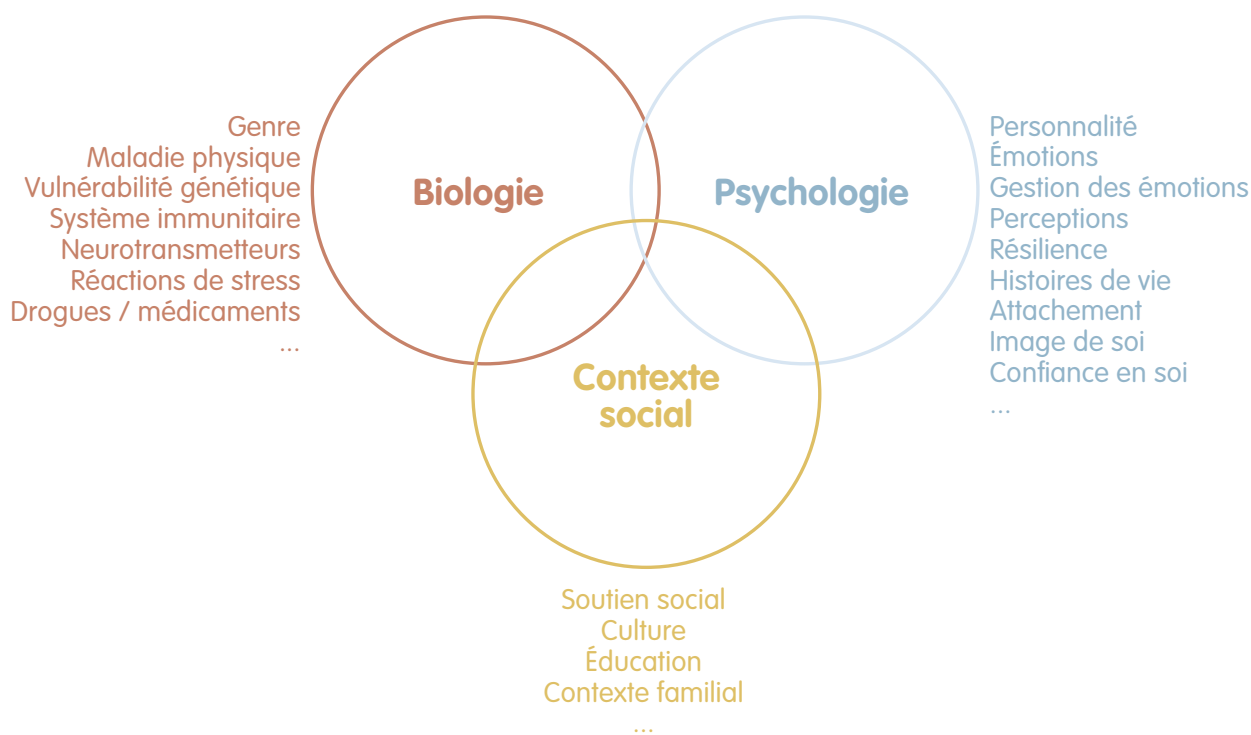 Genre
Maladie physique
Vulnérabilité génétique
Système immunitaire
Neurotransmetteurs
Réactions de stress
Drogues / médicaments
...
Biologie
Psychologie
Personnalité
Émotions
Gestion des émotions
Perceptions
Résilience
Histoires de vie
Attachement
Image de soi
Confiance en soi
...
Contexte
social
Soutien social
Culture
Éducation
Contexte familial
...